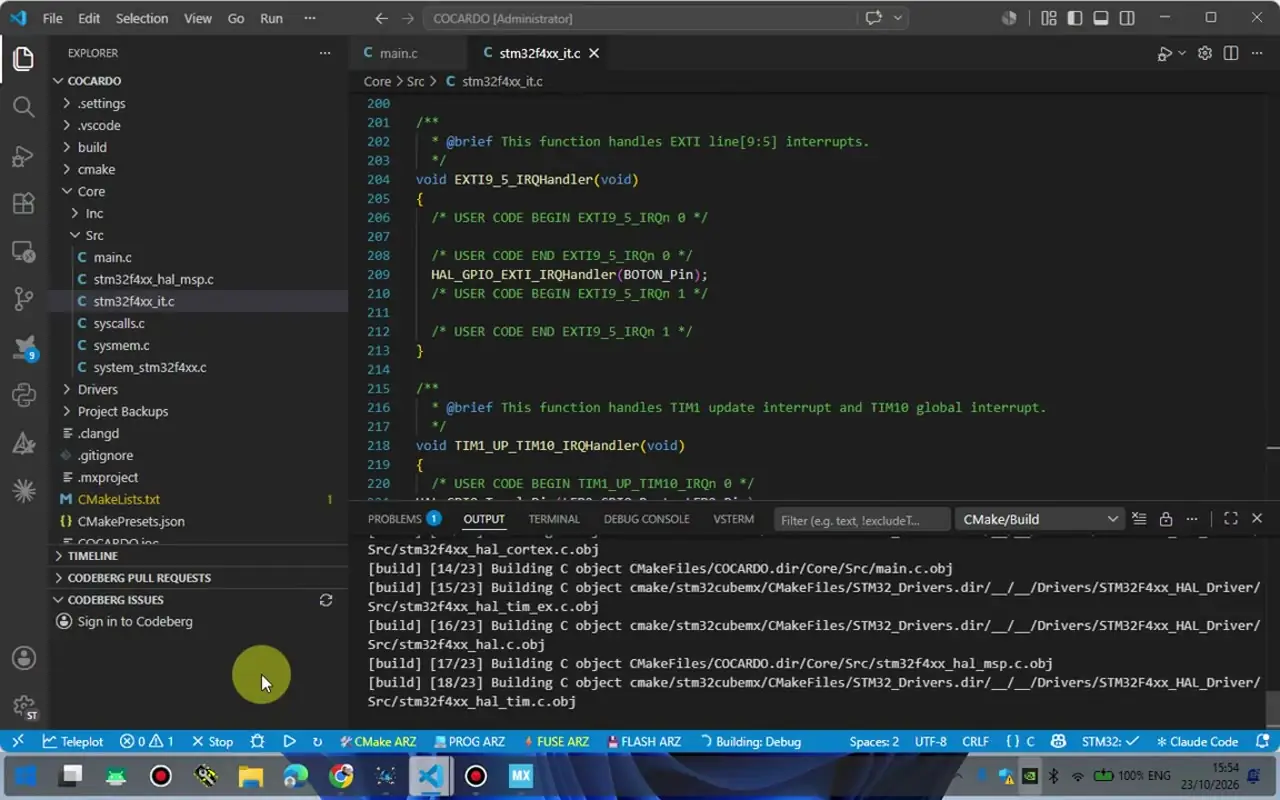 File Edit Selection View Go Run ··· COCARDO [Administrator]
EXPLORER ···
COCARDO
.settings
.vscode
build
cmake
Core
Inc
Src
C main.c
C stm32f4xx_hal_msp.c
C stm32f4xx_it.c
C syscalls.c
C sysmem.c
C system_stm32f4xx.c
Drivers
Project Backups
.clangd
.gitignore
.mxproject
M CMakeLists.txt 1
{} CMakePresets.json
COCARDO.ioc
TIMELINE
CODEBERG PULL REQUESTS
CODEBERG ISSUES
Sign in to Codeberg
9
ST
C main.c C stm32f4xx_it.c
Core > Src > C stm32f4xx_it.c
200
201 /**
202 * @brief This function handles EXTI line[9:5] interrupts.
203 */
204 void EXTI9_5_IRQHandler(void)
205 {
206 /* USER CODE BEGIN EXTI9_5_IRQn 0 */
207
208 /* USER CODE END EXTI9_5_IRQn 0 */
209 HAL_GPIO_EXTI_IRQHandler(BOTON_Pin);
210 /* USER CODE BEGIN EXTI9_5_IRQn 1 */
211
212 /* USER CODE END EXTI9_5_IRQn 1 */
213 }
214
215 /**
216 * @brief This function handles TIM1 update interrupt and TIM10 global interrupt.
217 */
218 void TIM1_UP_TIM10_IRQHandler(void)
219 {
220 /* USER CODE BEGIN TIM1_UP_TIM10_IRQn 0 */
PROBLEMS 1 OUTPUT TERMINAL DEBUG CONSOLE VSTERM Filter (e.g. text, !excludeT... CMake/Build
Src/stm32f4xx_hal_cortex.c.obj
[build] [14/23] Building C object CMakeFiles/COCARDO.dir/Core/Src/main.c.obj
[build] [15/23] Building C object cmake/stm32cubemx/CMakeFiles/STM32_Drivers.dir/__/__/Drivers/STM32F4xx_HAL_Driver/
Src/stm32f4xx_hal_tim_ex.c.obj
[build] [16/23] Building C object cmake/stm32cubemx/CMakeFiles/STM32_Drivers.dir/__/__/Drivers/STM32F4xx_HAL_Driver/
Src/stm32f4xx_hal.c.obj
[build] [17/23] Building C object CMakeFiles/COCARDO.dir/Core/Src/stm32f4xx_hal_msp.c.obj
[build] [18/23] Building C object cmake/stm32cubemx/CMakeFiles/STM32_Drivers.dir/__/__/Drivers/STM32F4xx_HAL_Driver/
Src/stm32f4xx_hal_tim.c.obj
Teleplot 0 1 Stop CMake ARZ PROG ARZ FUSE ARZ FLASH ARZ Building: Debug Spaces: 2 UTF-8 CRLF {} C STM32: Claude Code
MX 100% ENG 15:54
23/10/2026